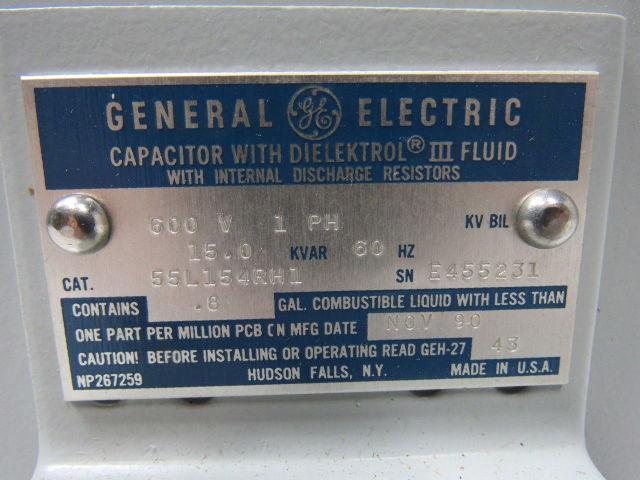 GENERAL GE ELECTRIC
CAPACITOR WITH DIELEKTROL® III FLUID
WITH INTERNAL DISCHARGE RESISTORS
600 V 1 PH KV BIL
15.0 KVAR 60 HZ
CAT. 55L154RH1 SN E455231
CONTAINS .6 GAL. COMBUSTIBLE LIQUID WITH LESS THAN
ONE PART PER MILLION PCB ON MFG DATE NOV 90
CAUTION! BEFORE INSTALLING OR OPERATING READ GEH-27 43
NP267259 HUDSON FALLS, N.Y. MADE IN U.S.A.